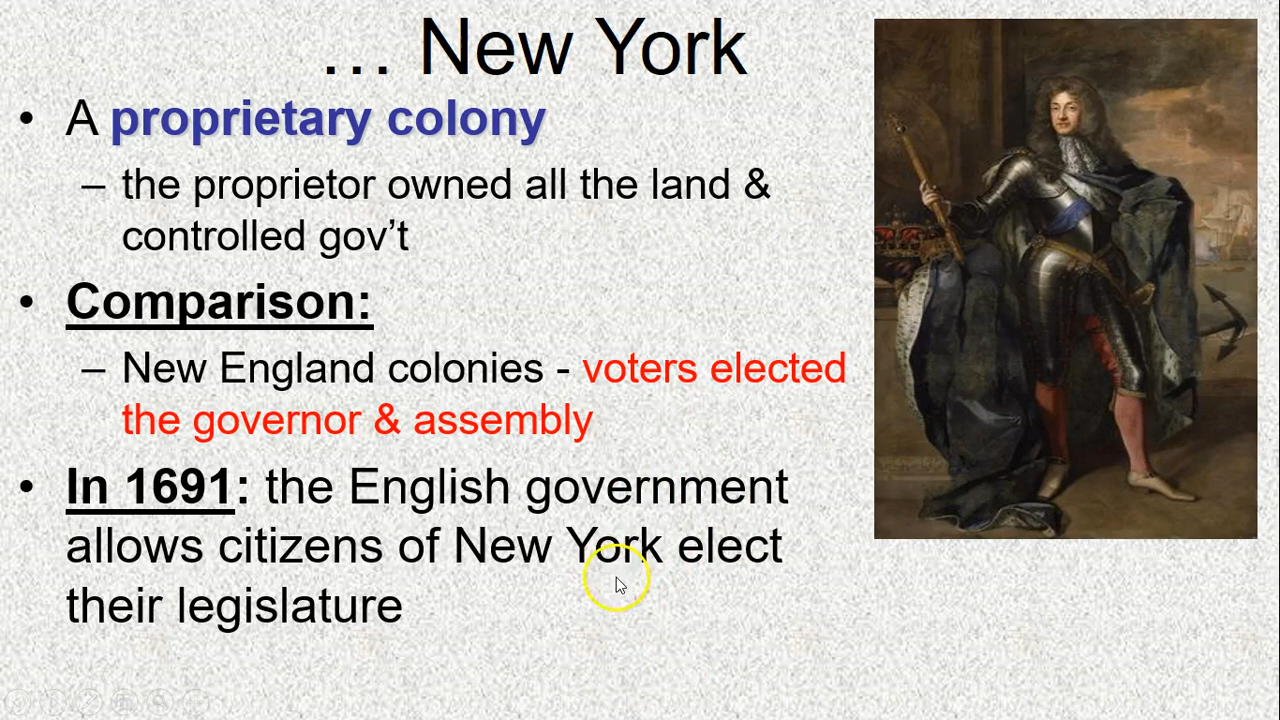 … New York
• A proprietary colony
– the proprietor owned all the land &
controlled gov’t
• Comparison:
– New England colonies - voters elected
the governor & assembly
• In 1691: the English government
allows citizens of New York elect
their legislature